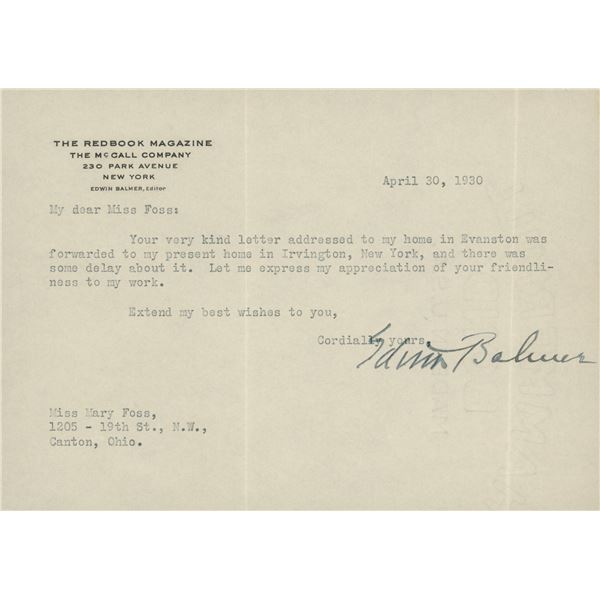 THE REDBOOK MAGAZINE
THE McCALL COMPANY
230 PARK AVENUE
NEW YORK
EDWIN BALMER, Editor
April 30, 1930
My dear Miss Foss:
Your very kind letter addressed to my home in Evanston was
forwarded to my present home in Irvington, New York, and there was
some delay about it. Let me express my appreciation of your friendli-
ness to my work.
Extend my best wishes to you,
Cordially yours,
Edwin Balmer
Miss Mary Foss,
1205 - 19th St., N.W.,
Canton, Ohio.